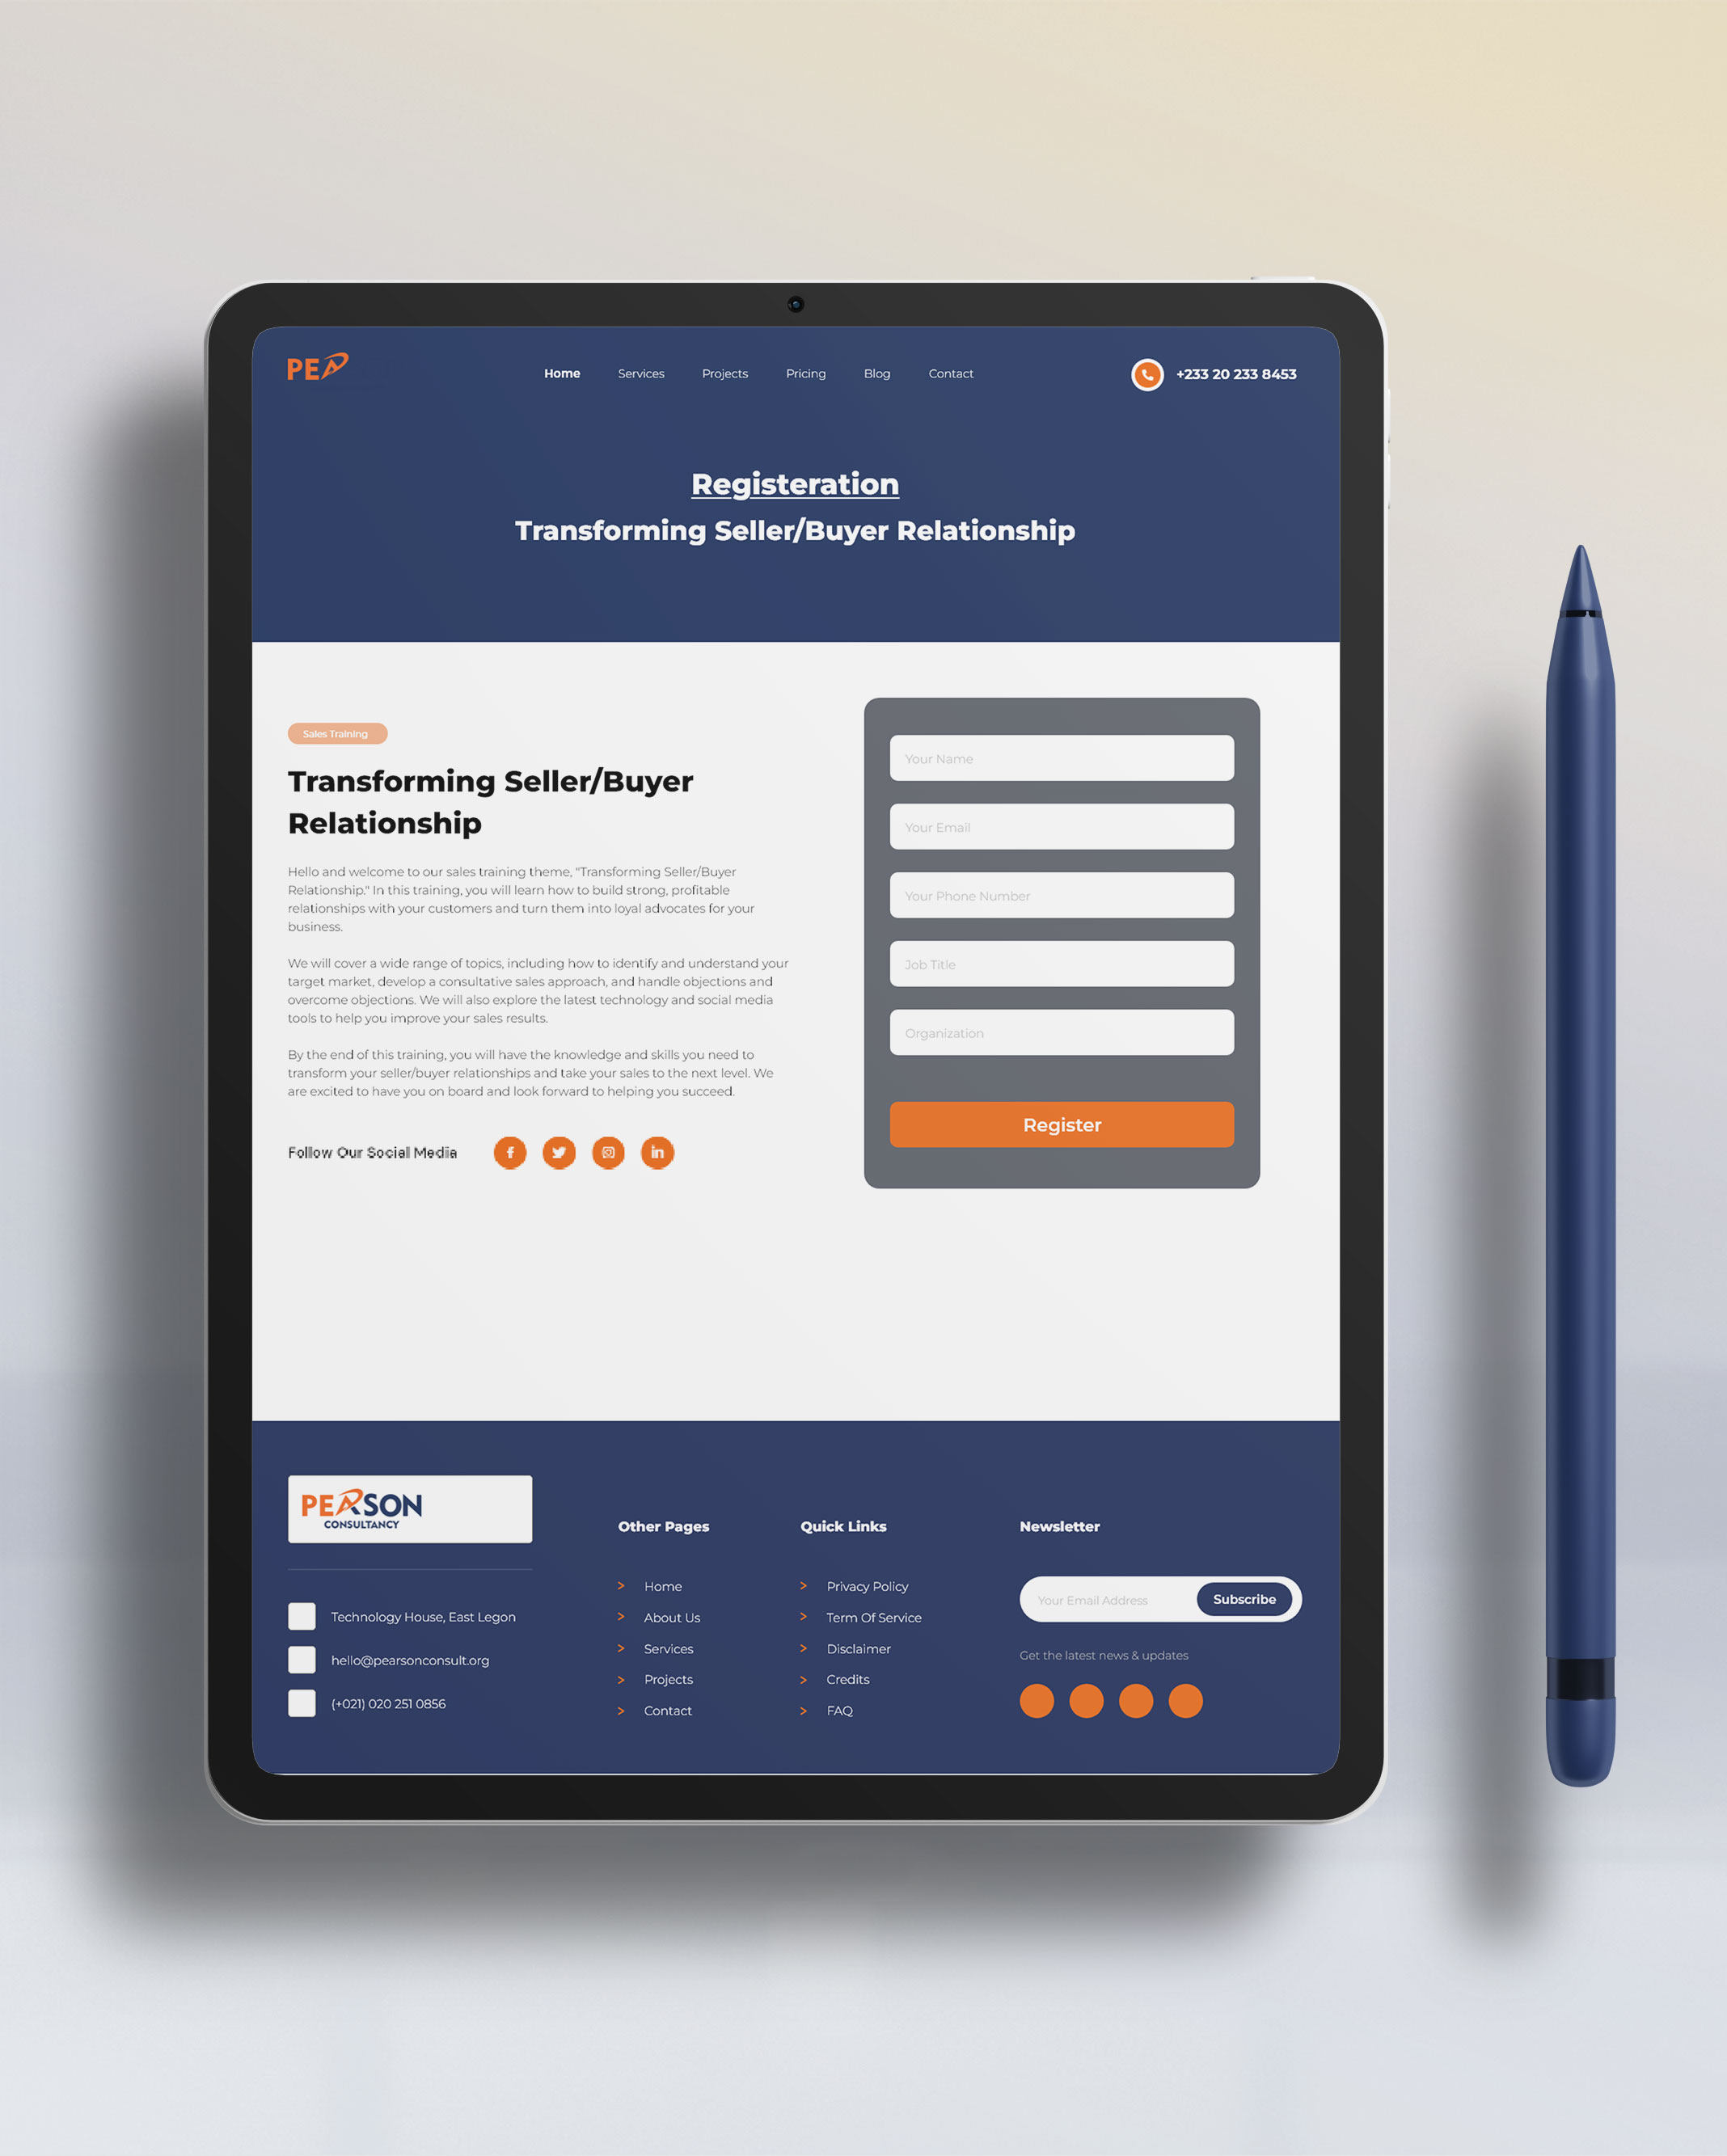 PEA
Home Services Projects Pricing Blog Contact
+233 20 233 8453
Registeration
Transforming Seller/Buyer Relationship
Sales Training
Transforming Seller/Buyer
Relationship
Hello and welcome to our sales training theme, "Transforming Seller/Buyer
Relationship." In this training, you will learn how to build strong, profitable
relationships with your customers and turn them into loyal advocates for your
business.
We will cover a wide range of topics, including how to identify and understand your
target market, develop a consultative sales approach, and handle objections and
overcome objections. We will also explore the latest technology and social media
tools to help you improve your sales results.
By the end of this training, you will have the knowledge and skills you need to
transform your seller/buyer relationships and take your sales to the next level. We
are excited to have you on board and look forward to helping you succeed.
Follow Our Social Media
f
in
Your Name
Your Email
Your Phone Number
Job Title
Organization
Register
PEARSON
CONSULTANCY
Technology House, East Legon
hello@pearsonconsult.org
(+021) 020 251 0856
Other Pages
> Home
> About Us
> Services
> Projects
> Contact
Quick Links
> Privacy Policy
> Term Of Service
> Disclaimer
> Credits
> FAQ
Newsletter
Your Email Address Subscribe
Get the latest news & updates